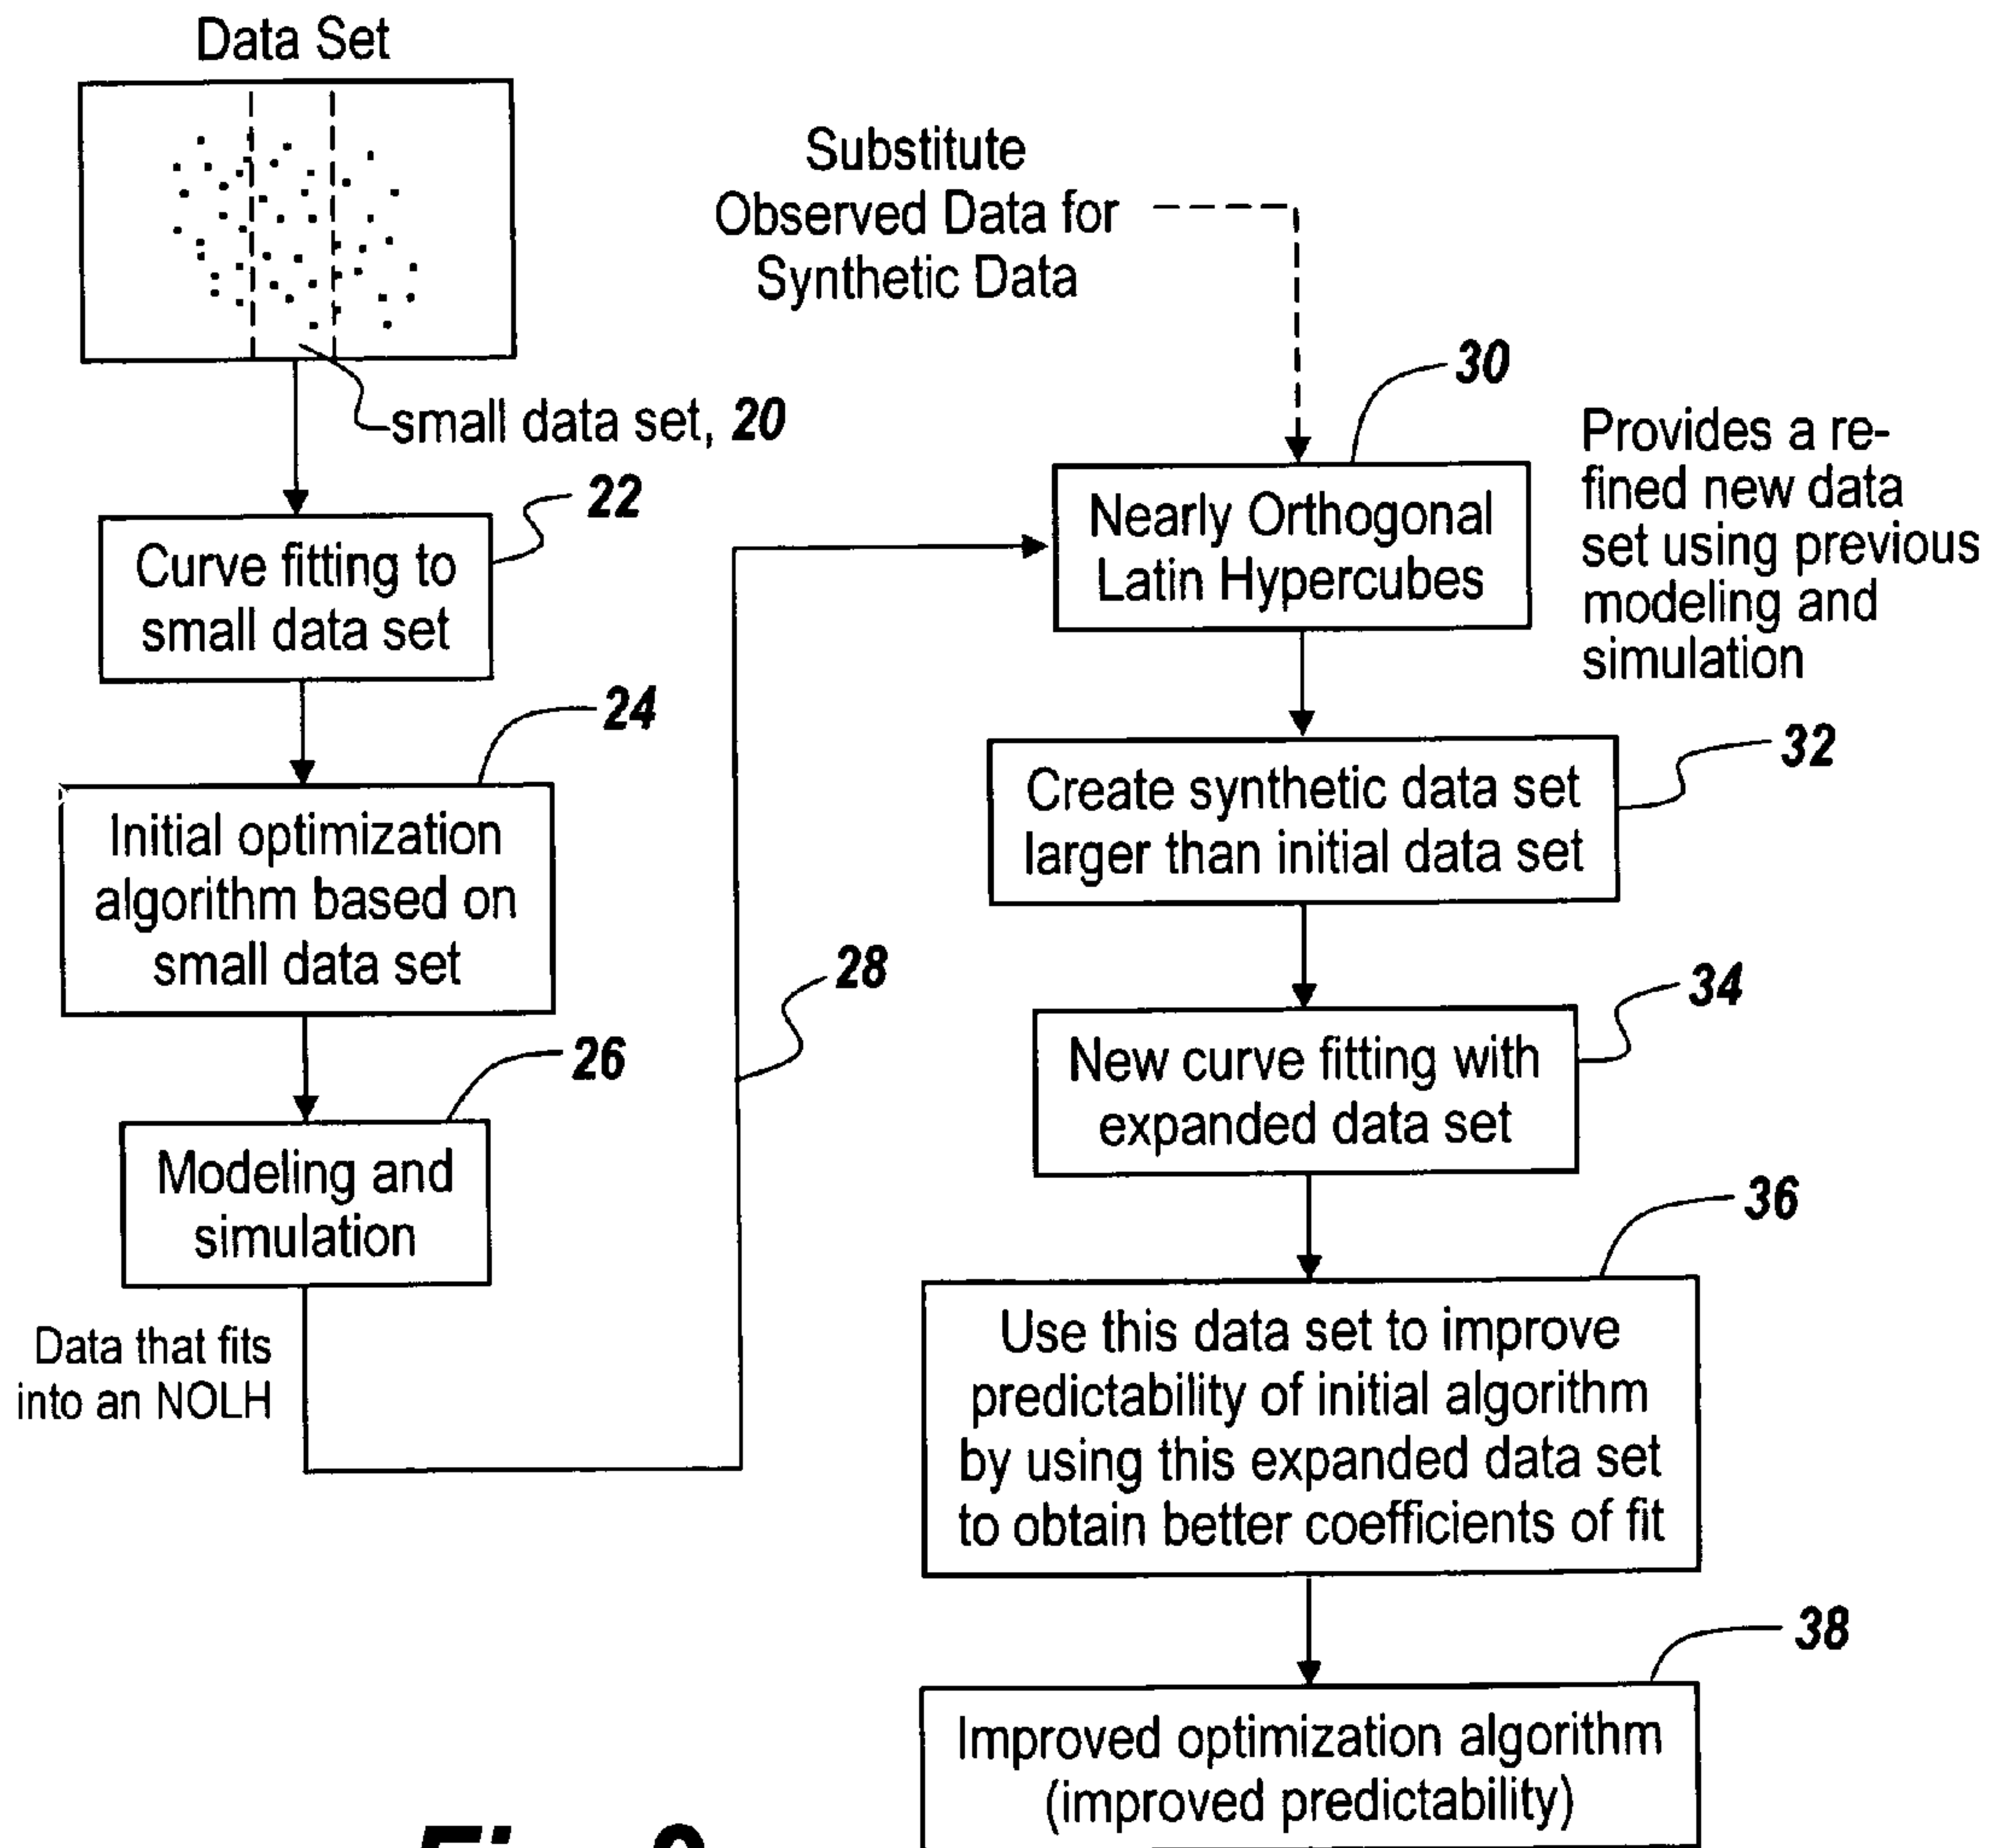 Data Set
small data set, 20
22
Curve fitting to
small data set
24
Initial optimization
algorithm based on
small data set
26
Modeling and
simulation
Data that fits
into an NOLH
28
Substitute
Observed Data for
Synthetic Data
30
Nearly Orthogonal
Latin Hypercubes
Provides a re-
fined new data
set using previous
modeling and
simulation
32
Create synthetic data set
larger than initial data set
34
New curve fitting with
expanded data set
36
Use this data set to improve
predictability of initial algorithm
by using this expanded data set
to obtain better coefficients of fit
38
Improved optimization algorithm
(improved predictability)